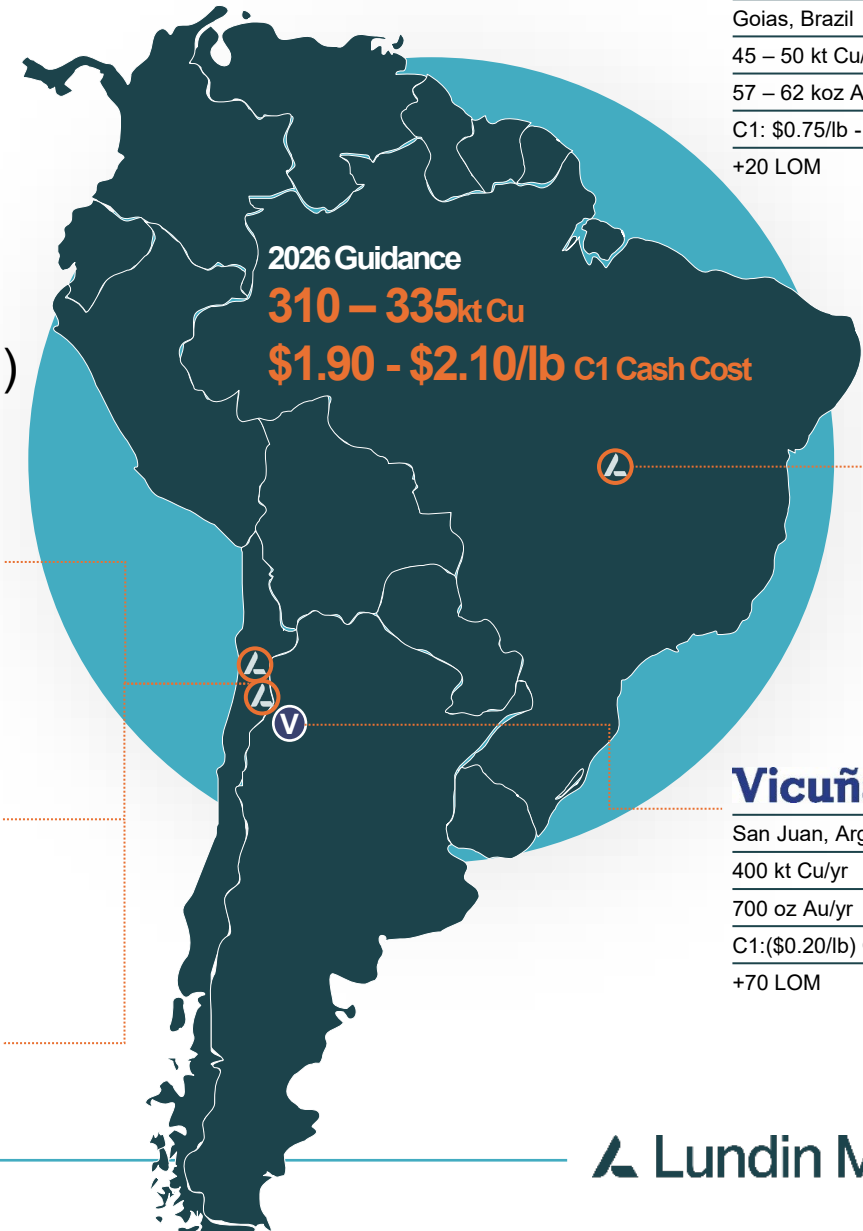 Goias, Brazil
45 – 50 kt Cu/
57 – 62 koz A
C1: $0.75/lb -
+20 LOM
2026 Guidance
310 – 335kt Cu
$1.90 - $2.10/lb C1 Cash Cost
)
V
Vicuñ
San Juan, Arg
400 kt Cu/yr
700 oz Au/yr
C1:($0.20/lb)
+70 LOM
Lundin M